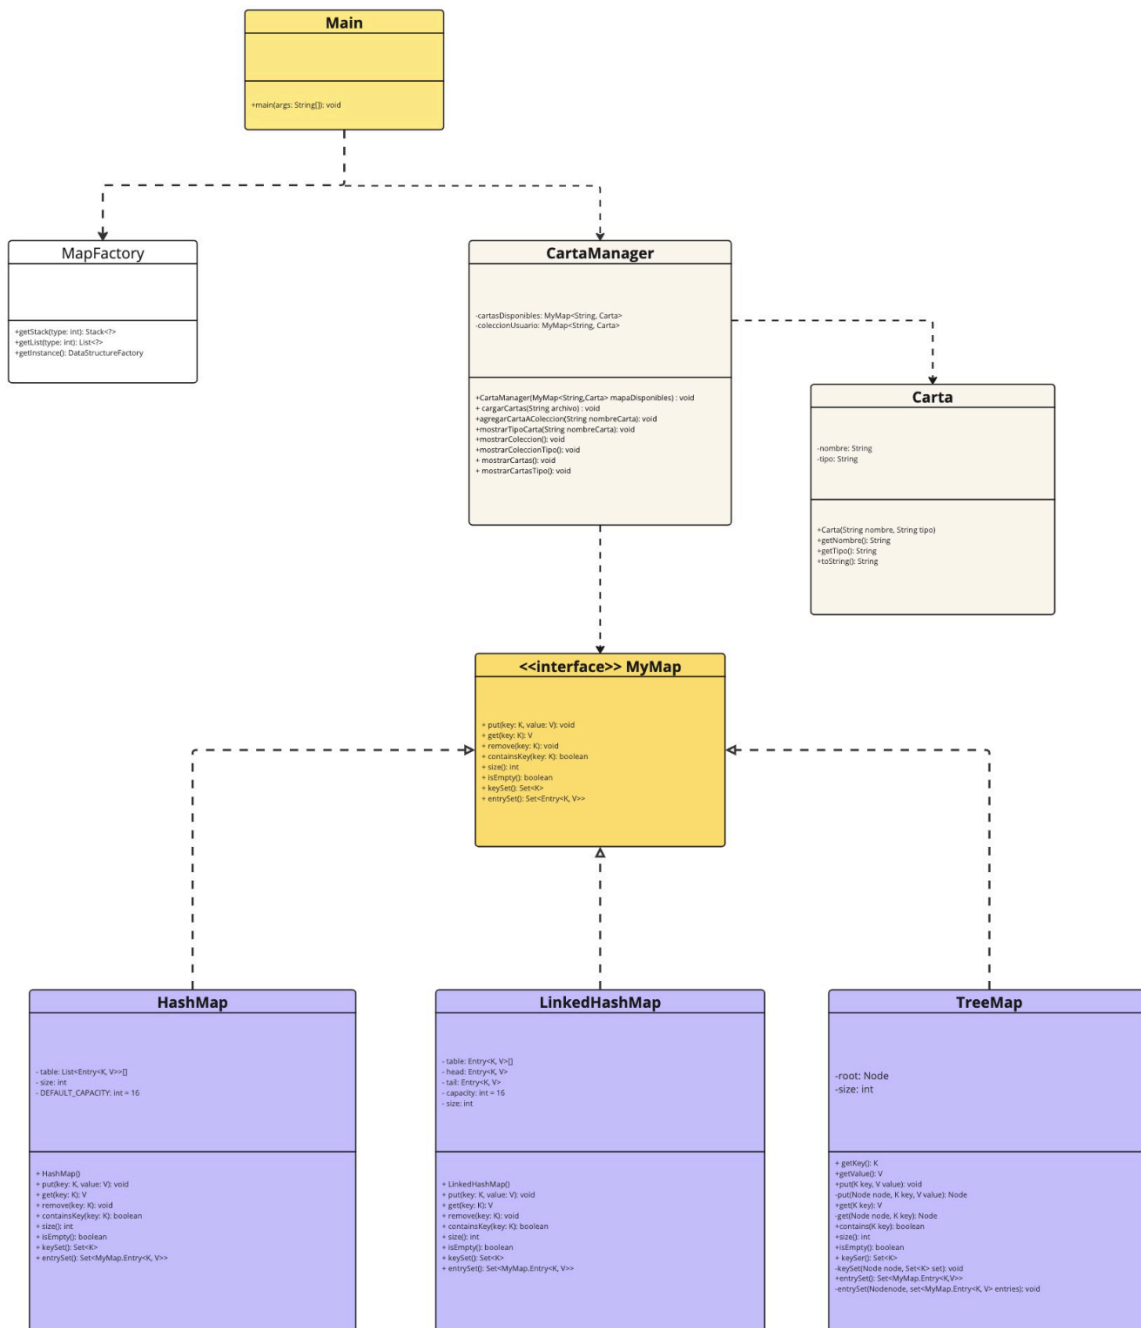 Main
+main(args: String[]): void
MapFactory
+getStack(type: int): Stack<?>
+getList(type: int): List<?>
+getInstance(): DataStructureFactory
CartaManager
-cartasDisponibles: MyMap<String, Carta>
-coleccionUsuario: MyMap<String, Carta>
+CartaManager(MyMap<String,Carta> mapaDisponibles) : void
+ cargarCartas(String archivo) : void
+agregarCartaAColeccion(String nombreCarta): void
+mostrarTipoCarta(String nombreCarta): void
+mostrarColeccion(): void
+mostrarColeccionTipo(): void
+ mostrarCartas(): void
+ mostrarCartasTipo(): void
Carta
-nombre: String
-tipo: String
+Carta(String nombre, String tipo)
+getNombre(): String
+getTipo(): String
+toString(): String
<<interface>> MyMap
+ put(key: K, value: V): void
+ get(key: K): V
+ remove(key: K): void
+ containsKey(key: K): boolean
+ size(): int
+ isEmpty(): boolean
+ keySet(): Set<K>
+ entrySet(): Set<Entry<K, V>>
HashMap
- table: List<Entry<K, V>>[]
- size: int
- DEFAULT_CAPACITY: int = 16
+ HashMap()
+ put(key: K, value: V): void
+ get(key: K): V
+ remove(key: K): void
+ containsKey(key: K): boolean
+ size(): int
+ isEmpty(): boolean
+ keySet(): Set<K>
+ entrySet(): Set<MyMap.Entry<K, V>>
LinkedHashMap
- table: Entry<K, V>[]
- head: Entry<K, V>
- tail: Entry<K, V>
- capacity: int = 16
- size: int
+ LinkedHashMap()
+ put(key: K, value: V): void
+ get(key: K): V
+ remove(key: K): void
+ containsKey(key: K): boolean
+ size(): int
+ isEmpty(): boolean
+ keySet(): Set<K>
+ entrySet(): Set<MyMap.Entry<K, V>>
TreeMap
-root: Node
-size: int
+ getKey(): K
+getValue(): V
+put(K key, V value): void
-put(Node node, K key, V value): Node
+get(K key): V
-get(Node node, K key): Node
+contains(K key): boolean
+size(): int
+isEmpty(): boolean
+ keySer(): Set<K>
-keySet(Node node, Set<K> set): void
+entrySet(): Set<MyMap.Entry<K,V>>
-entrySet(Nodenode, set<MyMap.Entry<K, V> entries): void